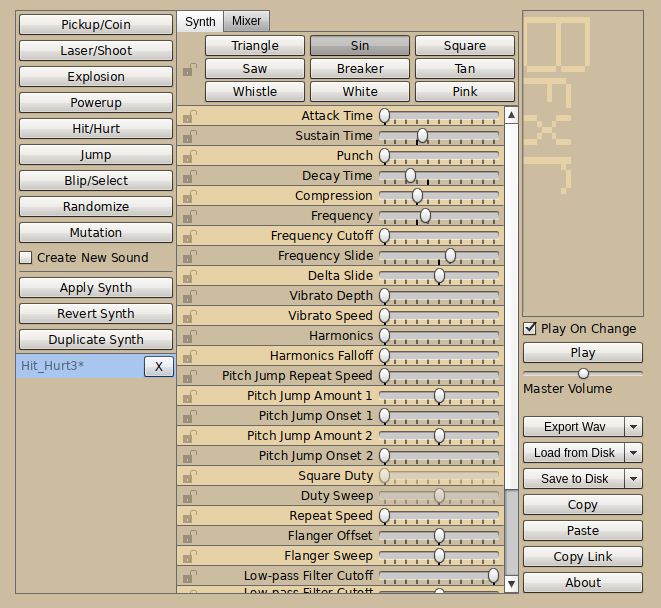 Pickup/Coin
Laser/Shoot
Explosion
Powerup
Hit/Hurt
Jump
Blip/Select
Randomize
Mutation
Create New Sound
Apply Synth
Revert Synth
Duplicate Synth
Hit_Hurt3*
X
Synth Mixer
Triangle Sin Square
Saw Breaker Tan
Whistle White Pink
Attack Time
Sustain Time
Punch
Decay Time
Compression
Frequency
Frequency Cutoff
Frequency Slide
Delta Slide
Vibrato Depth
Vibrato Speed
Harmonics
Harmonics Falloff
Pitch Jump Repeat Speed
Pitch Jump Amount 1
Pitch Jump Onset 1
Pitch Jump Amount 2
Pitch Jump Onset 2
Square Duty
Duty Sweep
Repeat Speed
Flanger Offset
Flanger Sweep
Low-pass Filter Cutoff
Low-pass Filter Cutoff
Play On Change
Play
Master Volume
Export Wav
Load from Disk
Save to Disk
Copy
Paste
Copy Link
About